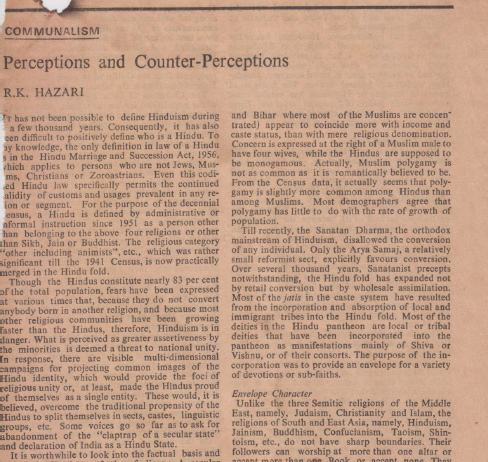 COMMUNALISM
Perceptions and Counter-Perceptions
R.K. HAZARI
It has not been possible to define Hinduism during
a few thousand years. Consequently, it has also
been difficult to positively define who is a Hindu. To
my knowledge, the only definition in law of a Hindu
is in the Hindu Marriage and Succession Act, 1956,
which applies to persons who are not Jews, Mus-
lims, Christians or Zoroastrians. Even this codi-
fied Hindu law specifically permits the continued
validity of customs and usages prevalent in any re-
gion or segment. For the purpose of the decennial
census, a Hindu is defined by administrative or
informal instruction since 1951 as a person other
than belonging to the above four religions or other
than Sikh, Jain or Buddhist. The religious category
"other including animists", etc., which was rather
significant till the 1941 Census, is now practically
merged in the Hindu fold.
Though the Hindus constitute nearly 83 per cent
of the total population, fears have been expressed
at various times that, because they do not convert
anybody born in another religion, and because most
other religious communities have been growing
faster than the Hindus, therefore, Hinduism is in
danger. What is perceived as greater assertiveness by
the minorities is deemed a threat to national unity.
In response, there are visible multi-dimensional
campaigns for projecting common images of the
Hindu identity, which would provide the foci of
religious unity or, at least, made the Hindus proud
of themselves as a single entity. These would, it is
believed, overcome the traditional propensity of the
Hindus to split themselves in sects, castes, linguistic
groups, etc. Some voices go so far as to ask for
abandonment of the "claptrap of a secular state"
and declaration of India as a Hindu State.
It is worthwhile to look into the factual basis and
and Bihar where most of the Muslims are concen-
trated) appear to coincide more with income and
caste status, than with mere religious denomination.
Concern is expressed at the right of a Muslim male to
have four wives, while the Hindus are supposed to
be monogamous. Actually, Muslim polygamy is
not as common as it is romantically believed to be.
From the Census data, it actually seems that poly-
gamy is slightly more common among Hindus than
among Muslims. Most demographers agree that
polygamy has little to do with the rate of growth of
population.
Till recently, the Sanatan Dharma, the orthodox
mainstream of Hinduism, disallowed the conversion
of any individual. Only the Arya Samaj, a relatively
small reformist sect, explicitly favours conversion.
Over several thousand years, Sanatanist precepts
notwithstanding, the Hindu fold has expanded not
by retail conversion but by wholesale assimilation.
Most of the jatis in the caste system have resulted
from the incorporation and absorption of local and
immigrant tribes into the Hindu fold. Most of the
deities in the Hindu pantheon are local or tribal
deities that have been incorporated into the
pantheon as manifestations mainly of Shiva or
Vishnu, or of their consorts. The purpose of the in-
corporation was to provide an envelope for a variety
of devotions or sub-faiths.
Envelope Character
Unlike the three Semitic religions of the Middle
East, namely, Judaism, Christianity and Islam, the
religions of South and East Asia, namely, Hinduism,
Jainism, Buddhism, Confucianism, Taoism, Shin-
toism, etc., do not have sharp boundaries. Their
followers can worship at more than one altar or
accept more than one Book or accept none. They